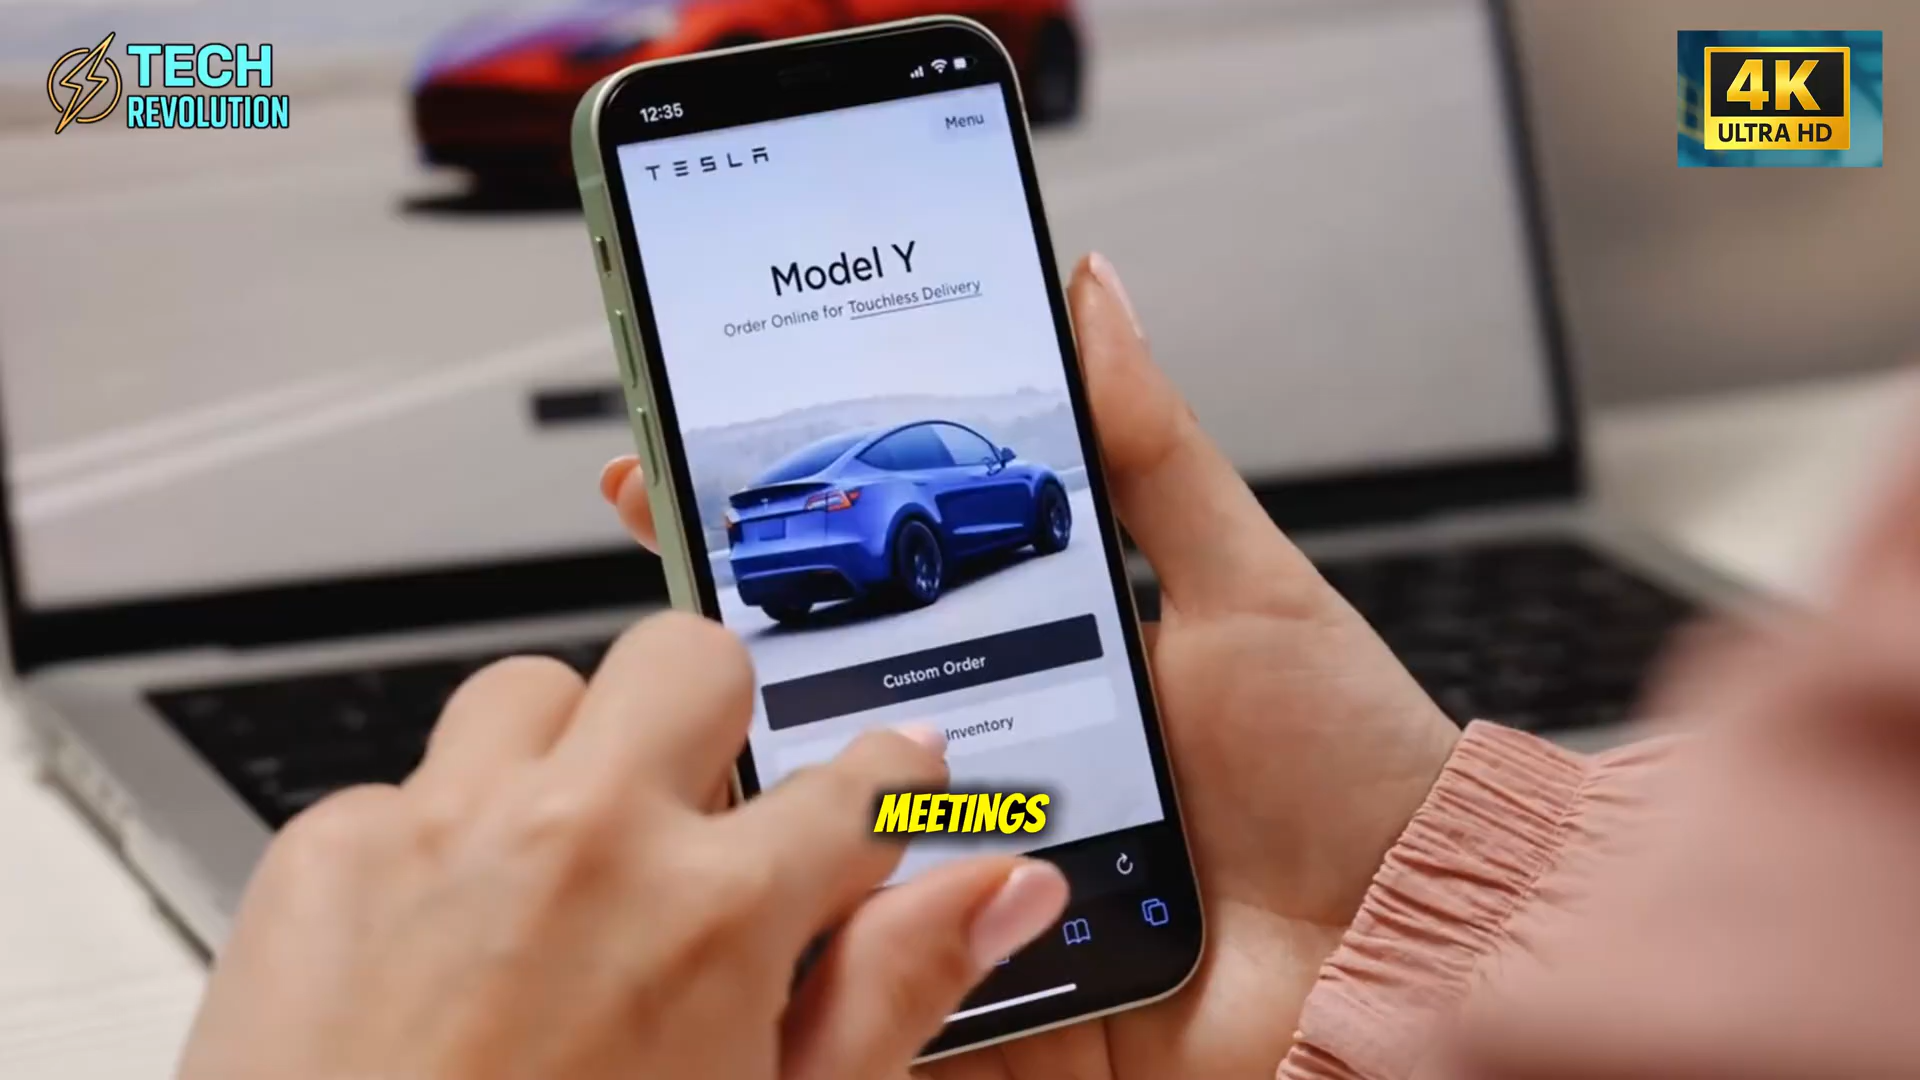 TECH
REVOLUTION
4K
ULTRA HD
12:35
Menu
TESLA
Model Y
Order Online for Touchless Delivery
Custom Order
Inventory
MEETINGS